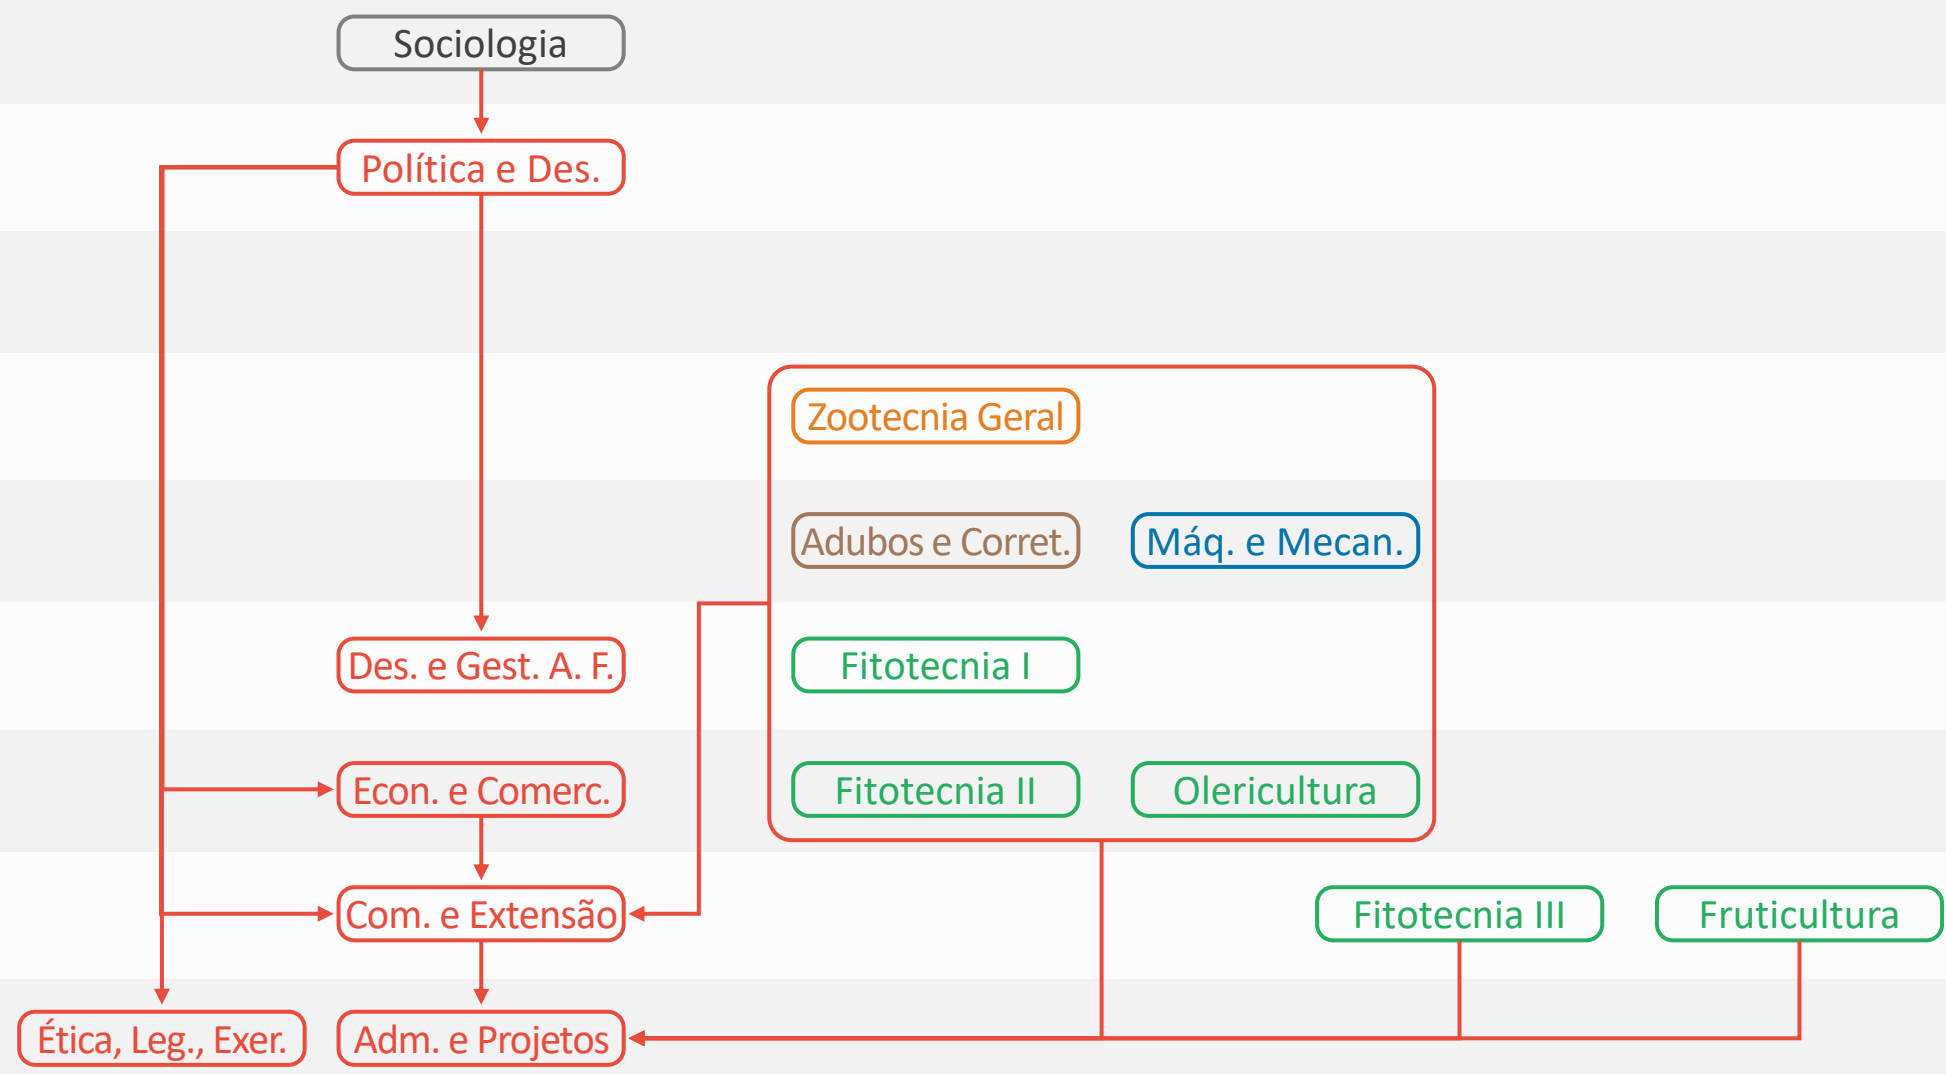 Sociologia
Política e Des.
Zootecnia Geral
Adubos e Corret.
Máq. e Mecan.
Des. e Gest. A. F.
Fitotecnia I
Econ. e Comerc.
Fitotecnia II
Olericultura
Com. e Extensão
Fitotecnia III
Fruticultura
Ética, Leg., Exer.
Adm. e Projetos